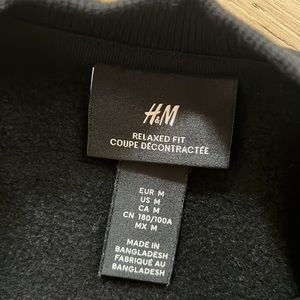 H&M
RELAXED FIT
COUPE DÉCONTRACTÉE
EUR M
US M
CA M
CN 180/100A
MX M
MADE IN
BANGLADESH
FABRIQUÉ AU
BANGLADESH